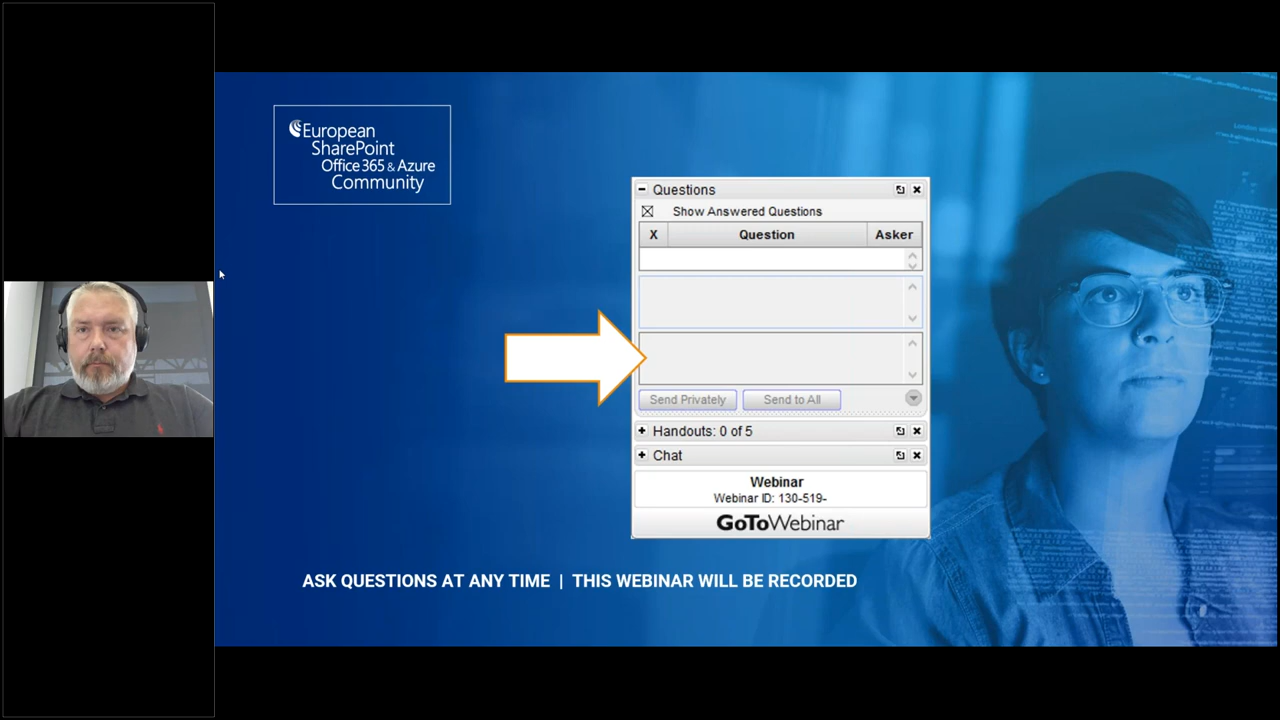 European
SharePoint
Office 365 & Azure
Community
Questions
Show Answered Questions
X Question Asker
Send Privately Send to All
Handouts: 0 of 5
Chat
Webinar
Webinar ID: 130-519-
GoToWebinar
ASK QUESTIONS AT ANY TIME | THIS WEBINAR WILL BE RECORDED